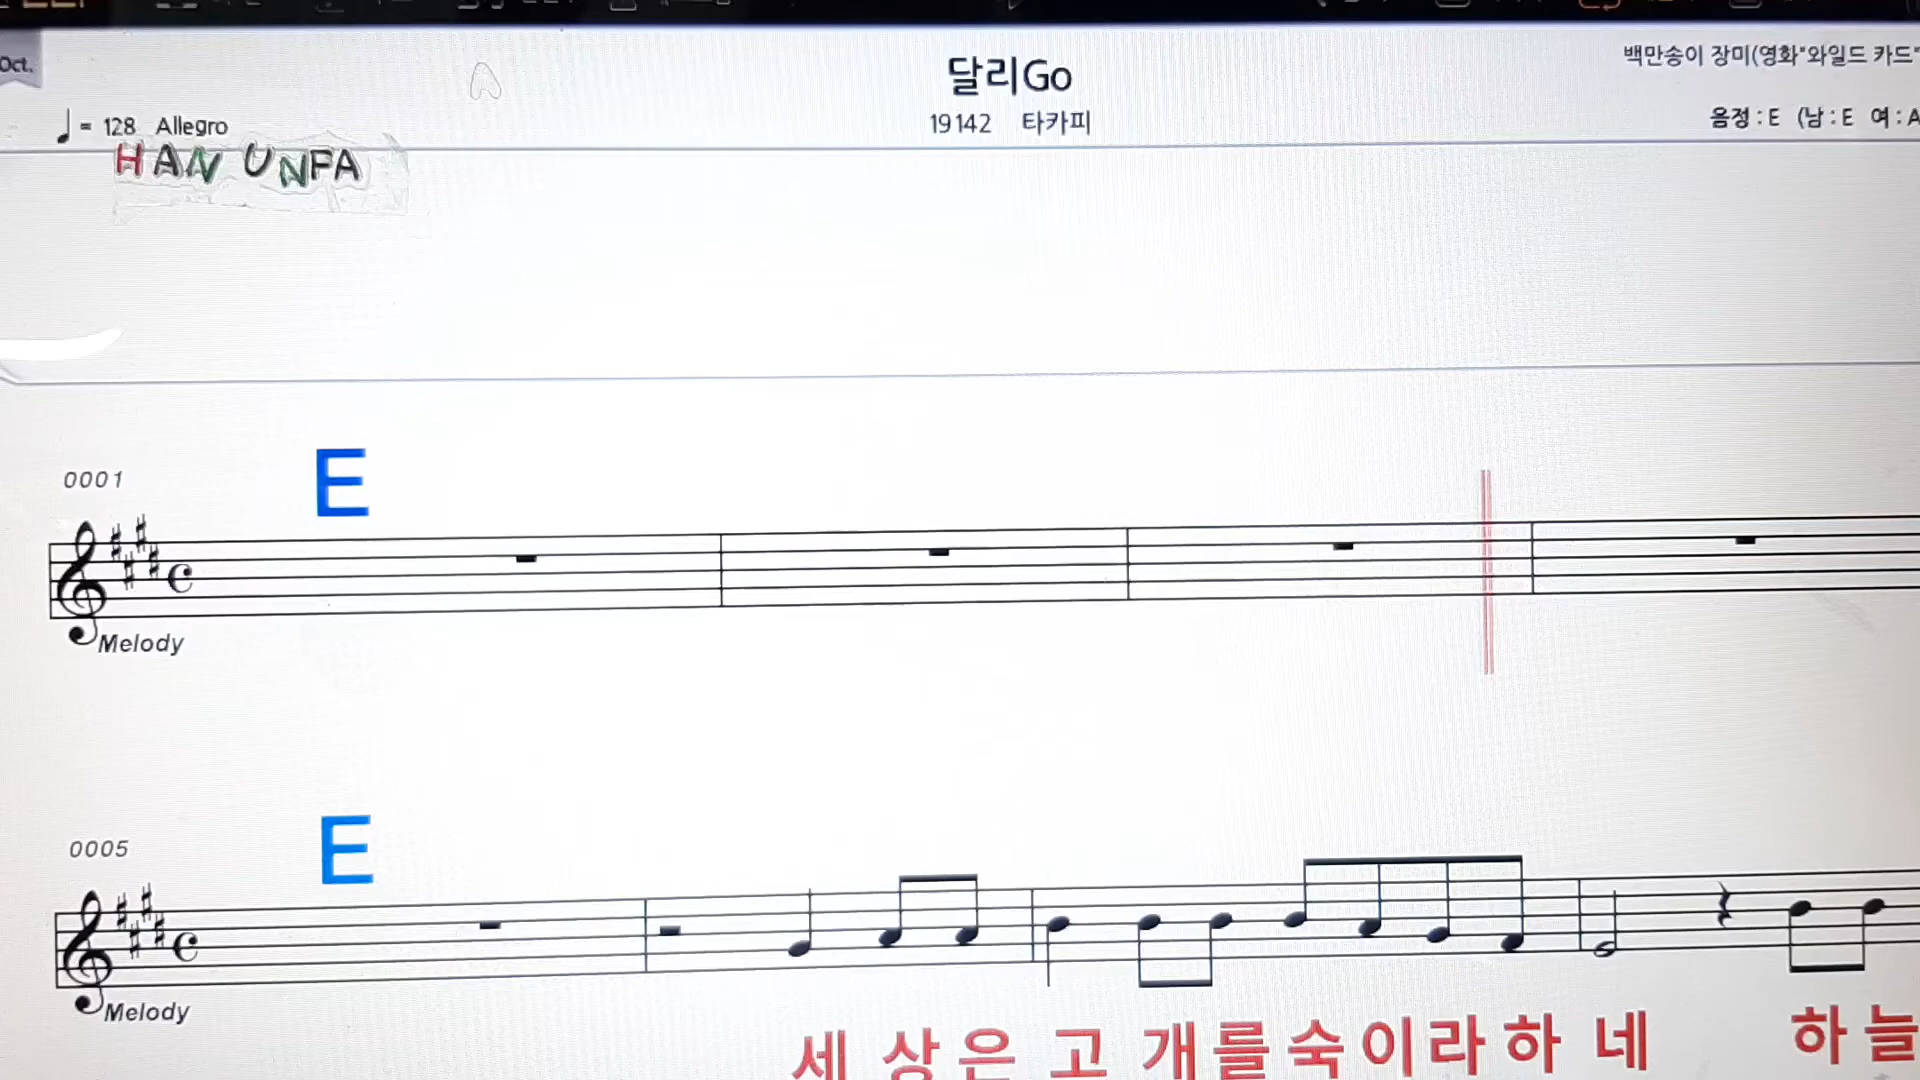 Oct.
달리Go
백만송이 장미(영화"와일드 카드"
♩= 128 Allegro
19142 타카피
음정 : E (남 : E 여 : A
HAN UNFA
0001
E
Melody
0005
E
Melody
세 상은 고 개를숙이라하 네 하늘